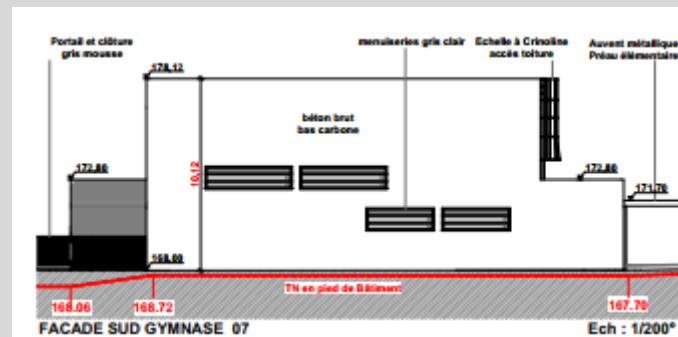 Portail et clôture
gris mousse
menuiseries gris clair
Echelle à Crinoline
accès toiture
Auvent métallique
Préau élémentaire
178,12
béton brut
bas carbone
172,80
10,12
172,80
171,70
168,00
TN en pied de Bâtiment
168.06
168.72
167.70
FACADE SUD GYMNASE 07
Ech : 1/200°